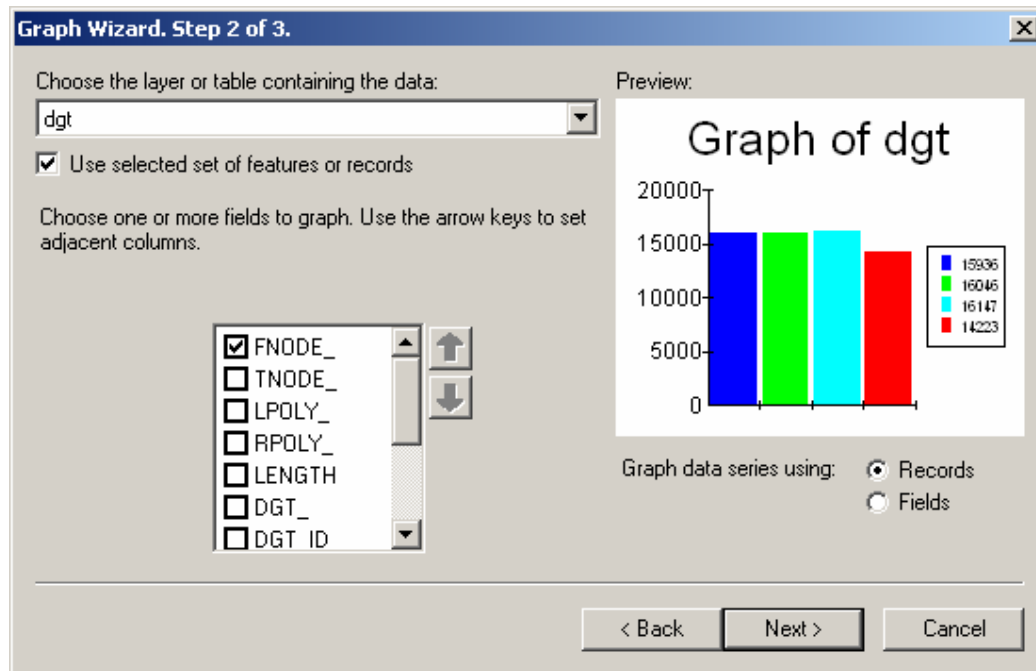 Graph Wizard. Step 2 of 3.
Choose the layer or table containing the data:
dgt
Use selected set of features or records
Choose one or more fields to graph. Use the arrow keys to set
adjacent columns.
FNODE_
TNODE_
LPOLY_
RPOLY_
LENGTH
DGT_
DGT_ID
Preview:
Graph of dgt
20000
15000
10000
5000
0
15936
16046
16147
14223
Graph data series using:
Records
Fields
< Back
Next >
Cancel